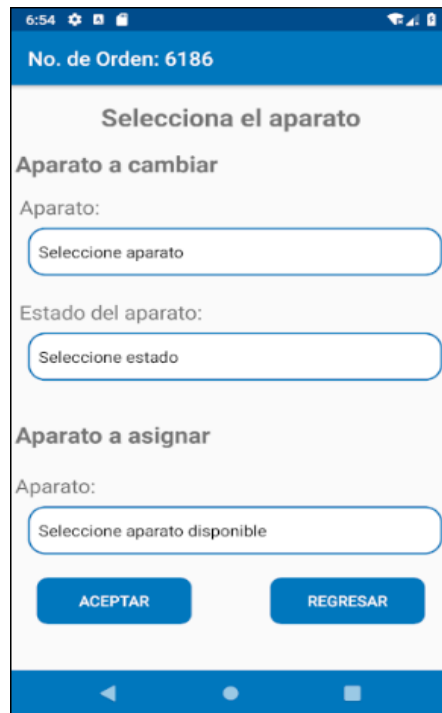 6:54
No. de Orden: 6186
Selecciona el aparato
Aparato a cambiar
Aparato:
Seleccione aparato
Estado del aparato:
Seleccione estado
Aparato a asignar
Aparato:
Seleccione aparato disponible
ACEPTAR REGRESAR